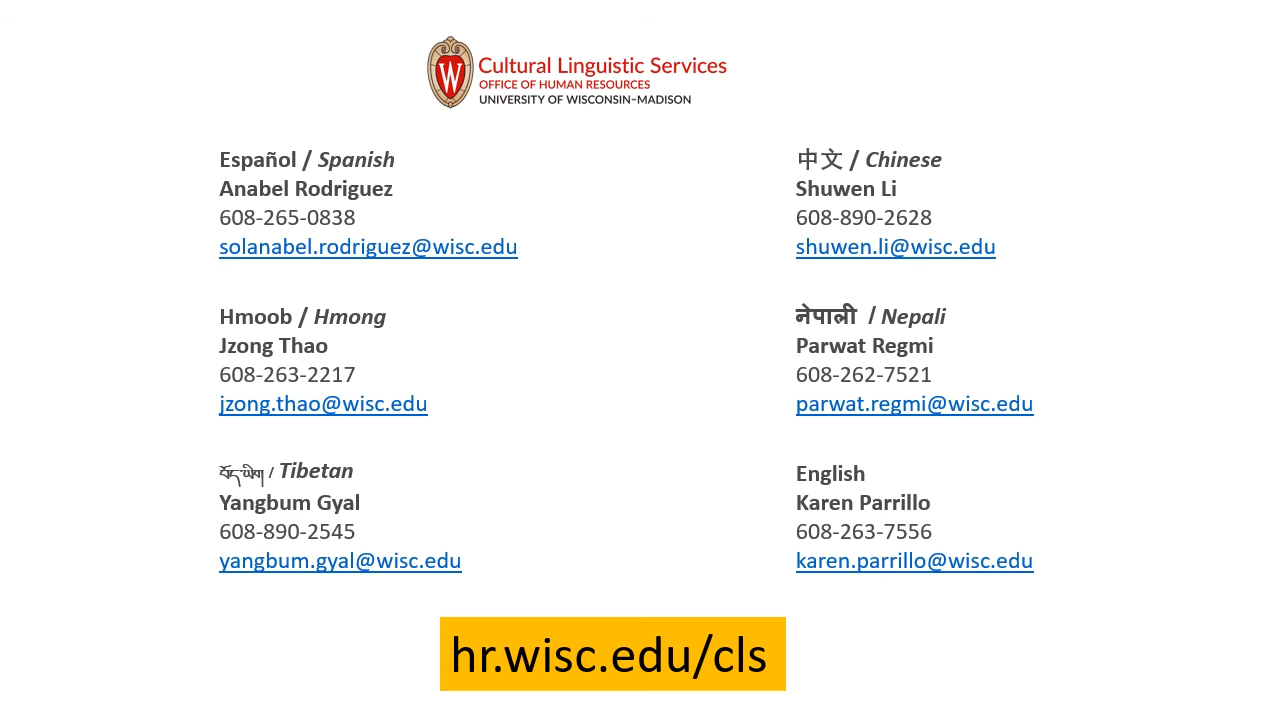 W
Cultural Linguistic Services
OFFICE OF HUMAN RESOURCES
UNIVERSITY OF WISCONSIN–MADISON
Español / Spanish
Anabel Rodriguez
608-265-0838
solanabel.rodriguez@wisc.edu
中文 / Chinese
Shuwen Li
608-890-2628
shuwen.li@wisc.edu
Hmoob / Hmong
Jzong Thao
608-263-2217
jzong.thao@wisc.edu
नेपाली / Nepali
Parwat Regmi
608-262-7521
parwat.regmi@wisc.edu
བོད་ཡིག / Tibetan
Yangbum Gyal
608-890-2545
yangbum.gyal@wisc.edu
English
Karen Parrillo
608-263-7556
karen.parrillo@wisc.edu
hr.wisc.edu/cls